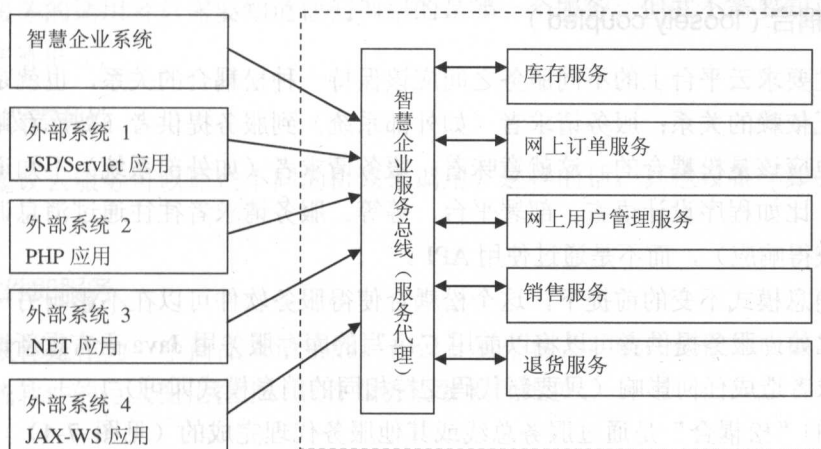 耦合（loosely coupled）
智慧企业系统
外部系统 1
JSP/Servlet 应用
外部系统 2
PHP 应用
外部系统 3
.NET 应用
外部系统 4
JAX-WS 应用
智慧企业服务总线（服务代理）
库存服务
网上订单服务
网上用户管理服务
销售服务
退货服务